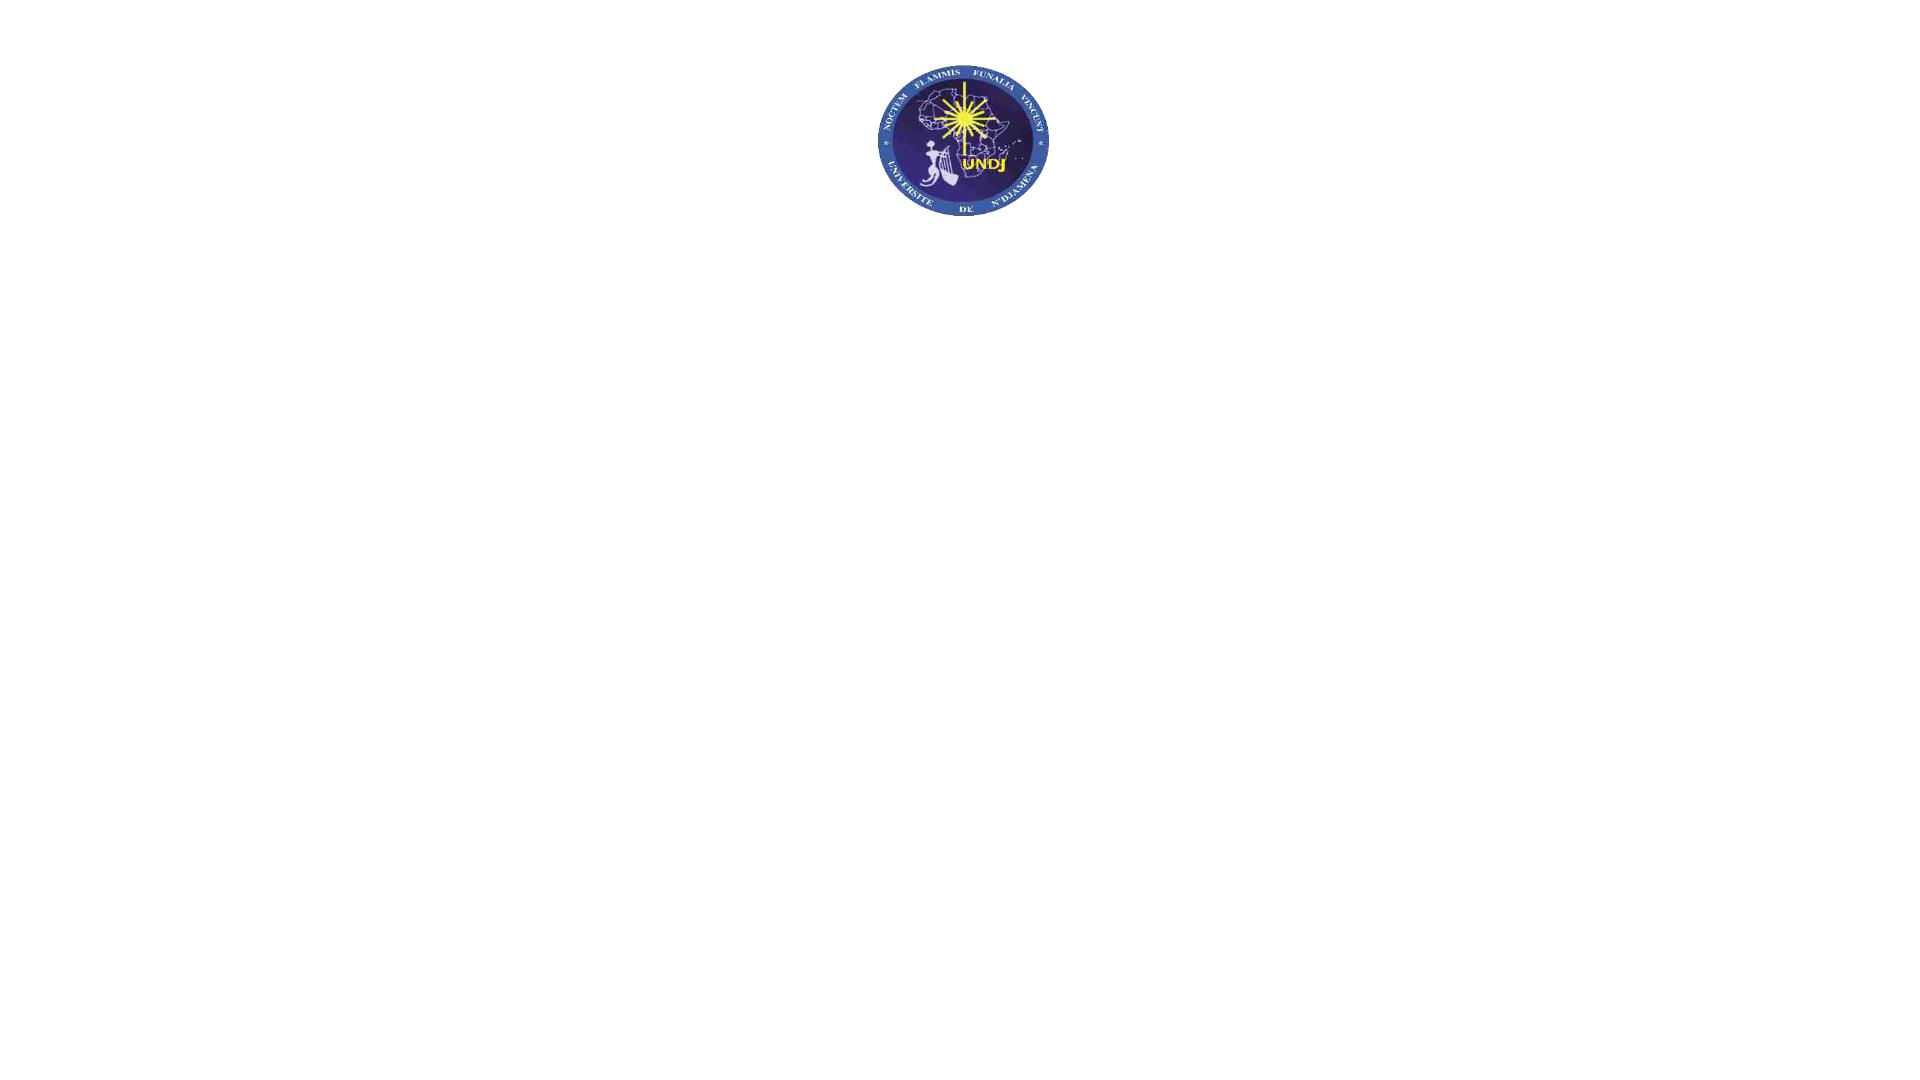 NOCTEM FLAMMIS FUNALIA VINCUNT
UNDJ
* UNIVERSITE DE N'DJAMENA *